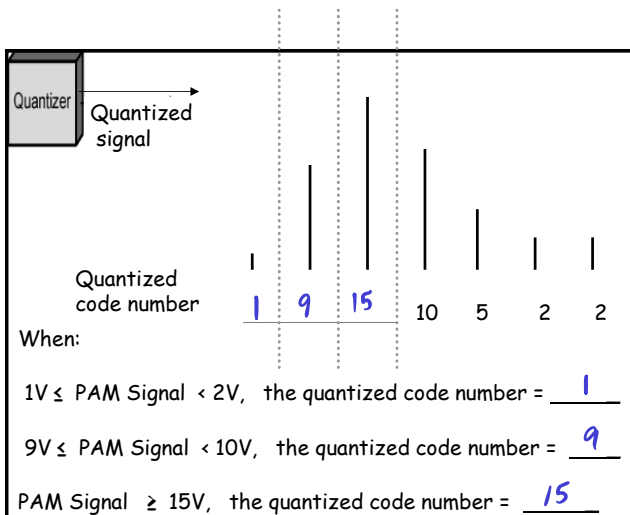 Quantizer
Quantized
signal
Quantized
code number 1 9 15 10 5 2 2
When:
1V ≤ PAM Signal < 2V, the quantized code number = 1
9V ≤ PAM Signal < 10V, the quantized code number = 9
PAM Signal ≥ 15V, the quantized code number = 15